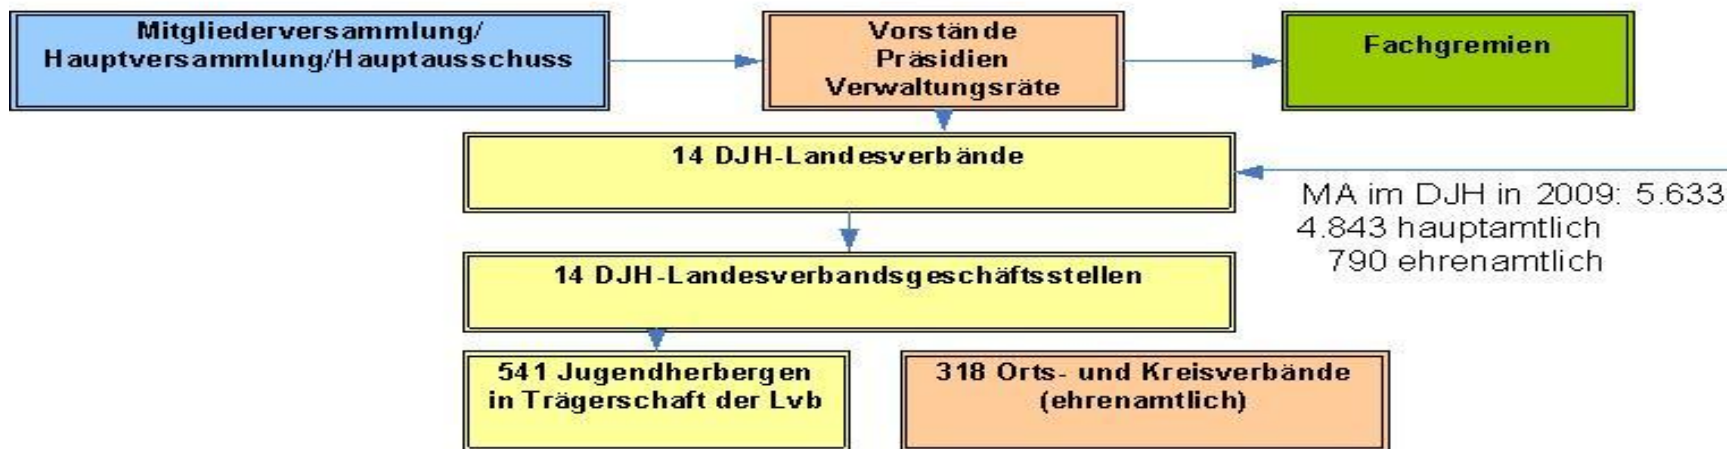 Mitgliederversammlung/
Hauptversammlung/Hauptausschuss
Vorstände
Präsidien
Verwaltungsräte
Fachgremien
14 DJH-Landesverbände
MA im DJH in 2009: 5.633
4.843 hauptamtlich
790 ehrenamtlich
14 DJH-Landesverbandsgeschäftsstellen
541 Jugendherbergen
in Trägerschaft der Lvb
318 Orts- und Kreisverbände
(ehrenamtlich)